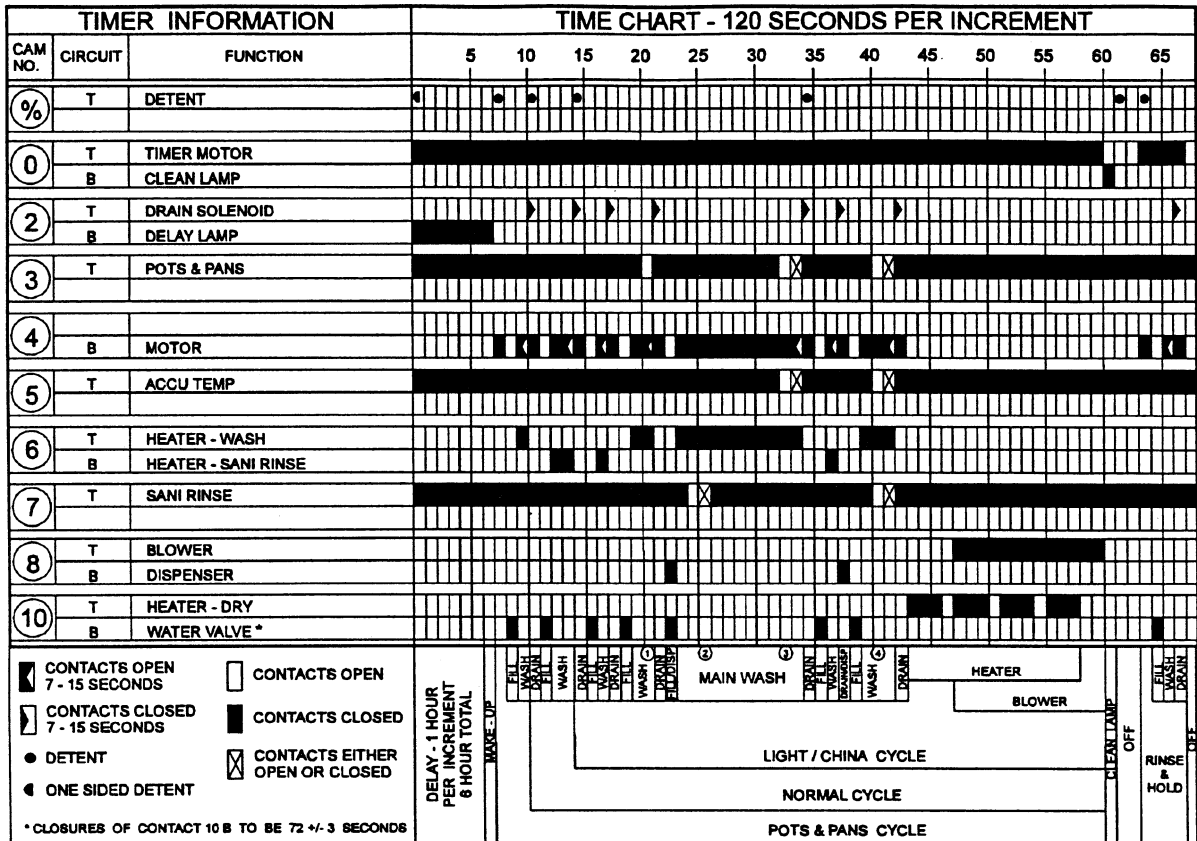 TIMER INFORMATION
TIME CHART - 120 SECONDS PER INCREMENT
CAM NO.
CIRCUIT
FUNCTION
5 10 15 20 25 30 35 40 45 50 55 60 65
% T DETENT
0 T TIMER MOTOR
B CLEAN LAMP
2 T DRAIN SOLENOID
B DELAY LAMP
3 T POTS & PANS
4 B MOTOR
5 T ACCU TEMP
6 T HEATER - WASH
B HEATER - SANI RINSE
7 T SANI RINSE
8 T BLOWER
B DISPENSER
10 T HEATER - DRY
B WATER VALVE *
CONTACTS OPEN
7 - 15 SECONDS
CONTACTS OPEN
CONTACTS CLOSED
7 - 15 SECONDS
CONTACTS CLOSED
DETENT
CONTACTS EITHER
OPEN OR CLOSED
ONE SIDED DETENT
* CLOSURES OF CONTACT 10 B TO BE 72 +/- 3 SECONDS
DELAY - 1 HOUR
PER INCREMENT
8 HOUR TOTAL
MAKE - UP
FILL
WASH
DRAIN
FILL
WASH
DRAIN
FILL
WASH
DRAIN
FILL
WASH 1
DRAIN
FILL/DISP
2 3
MAIN WASH
DRAIN
FILL
WASH
DRAIN/DISP
FILL
WASH 4
DRAIN
HEATER
BLOWER
LIGHT / CHINA CYCLE
NORMAL CYCLE
POTS & PANS CYCLE
CLEAN LAMP
OFF
FILL
WASH
DRAIN
RINSE
&
HOLD
OFF